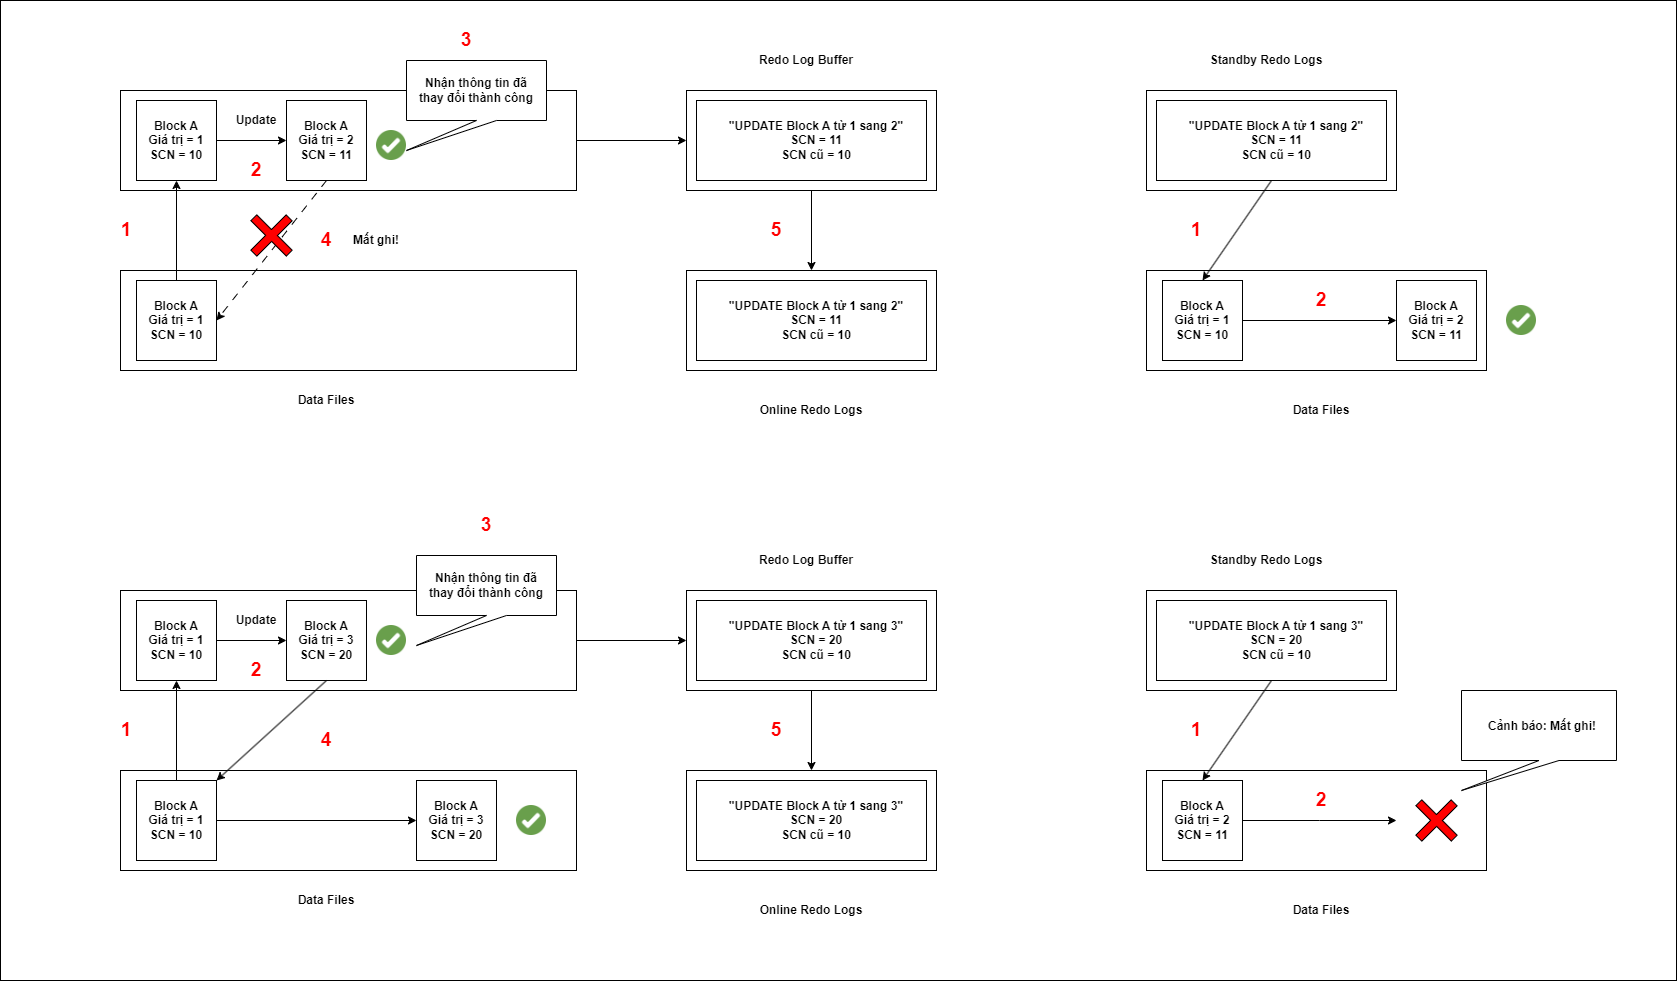 3
Redo Log Buffer
Standby Redo Logs
Nhận thông tin đã
thay đổi thành công
Block A
Giá trị = 1
SCN = 10
Update
2
Block A
Giá trị = 2
SCN = 11
"UPDATE Block A từ 1 sang 2"
SCN = 11
SCN cũ = 10
"UPDATE Block A từ 1 sang 2"
SCN = 11
SCN cũ = 10
1
4
Mất ghi!
5
1
Block A
Giá trị = 1
SCN = 10
"UPDATE Block A từ 1 sang 2"
SCN = 11
SCN cũ = 10
Block A
Giá trị = 1
SCN = 10
2
Block A
Giá trị = 2
SCN = 11
Data Files
Online Redo Logs
Data Files
3
Redo Log Buffer
Standby Redo Logs
Nhận thông tin đã
thay đổi thành công
Block A
Giá trị = 1
SCN = 10
Update
2
Block A
Giá trị = 3
SCN = 20
"UPDATE Block A từ 1 sang 3"
SCN = 20
SCN cũ = 10
"UPDATE Block A từ 1 sang 3"
SCN = 20
SCN cũ = 10
1
4
5
1
Cảnh báo: Mất ghi!
Block A
Giá trị = 1
SCN = 10
Block A
Giá trị = 3
SCN = 20
"UPDATE Block A từ 1 sang 3"
SCN = 20
SCN cũ = 10
Block A
Giá trị = 2
SCN = 11
2
Data Files
Online Redo Logs
Data Files